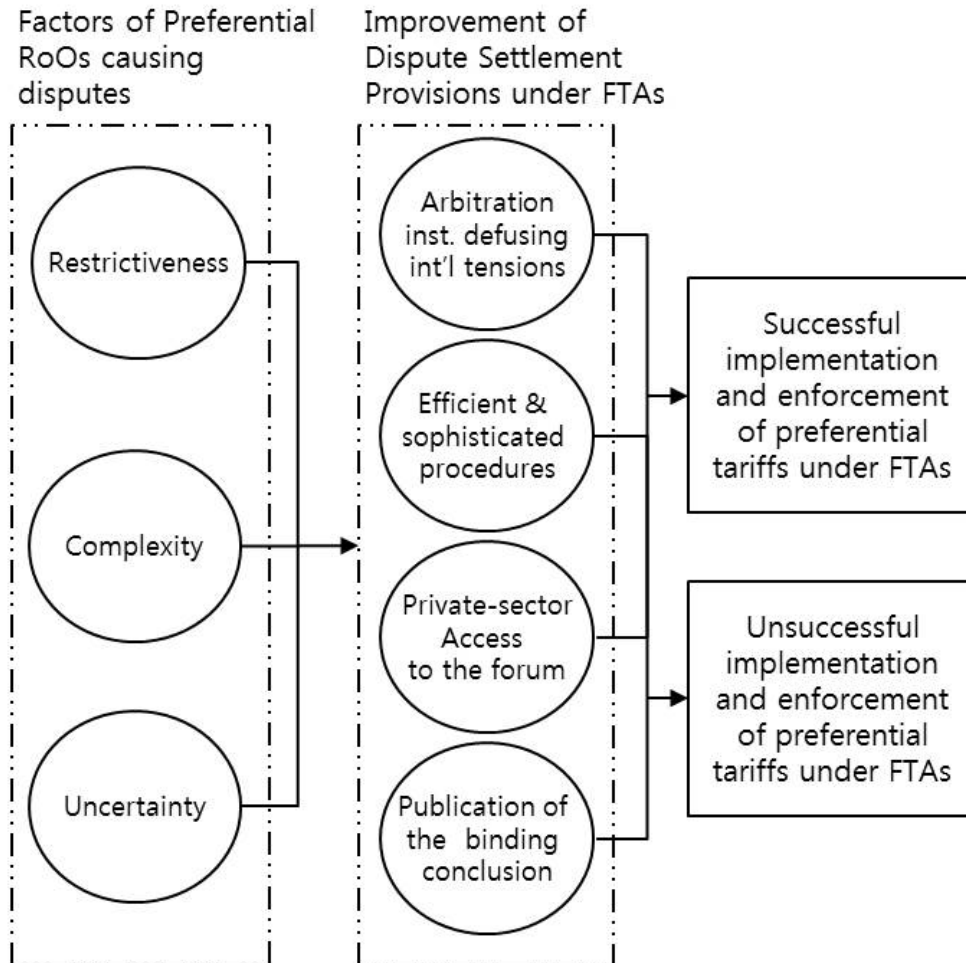 Factors of Preferential
RoOs causing
disputes
Restrictiveness
Complexity
Uncertainty
Improvement of
Dispute Settlement
Provisions under FTAs
Arbitration
inst. defusing
int'l tensions
Efficient &
sophisticated
procedures
Private-sector
Access
to the forum
Publication of
the binding
conclusion
Successful
implementation
and enforcement
of preferential
tariffs under FTAs
Unsuccessful
implementation
and enforcement
of preferential
tariffs under FTAs